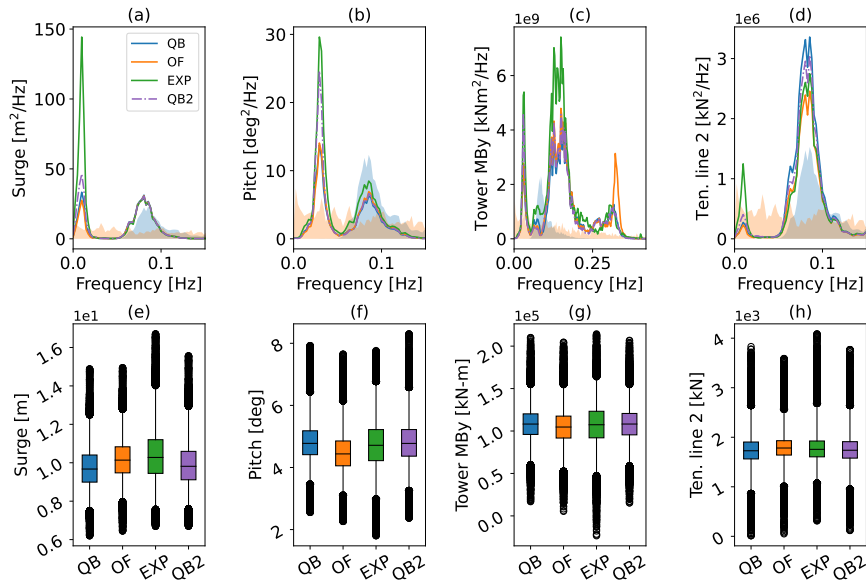 (a)
Surge [m²/Hz]
150
100
50
0
0.0
0.1
Frequency [Hz]
QB
OF
EXP
QB2
(b)
Pitch [deg²/Hz]
30
20
10
0
0.0
0.1
Frequency [Hz]
(c)
1e9
Tower MBy [kNm²/Hz]
6
4
2
0
0.00
0.25
Frequency [Hz]
(d)
1e6
Ten. line 2 [kN²/Hz]
3
2
1
0
0.0
0.1
Frequency [Hz]
(e)
1e1
Surge [m]
1.6
1.4
1.2
1.0
0.8
0.6
QB
OF
EXP
QB2
(f)
Pitch [deg]
8
6
4
2
QB
OF
EXP
QB2
(g)
1e5
Tower MBy [kN-m]
2.0
1.5
1.0
0.5
0.0
QB
OF
EXP
QB2
(h)
1e3
Ten. line 2 [kN]
4
3
2
1
0
QB
OF
EXP
QB2